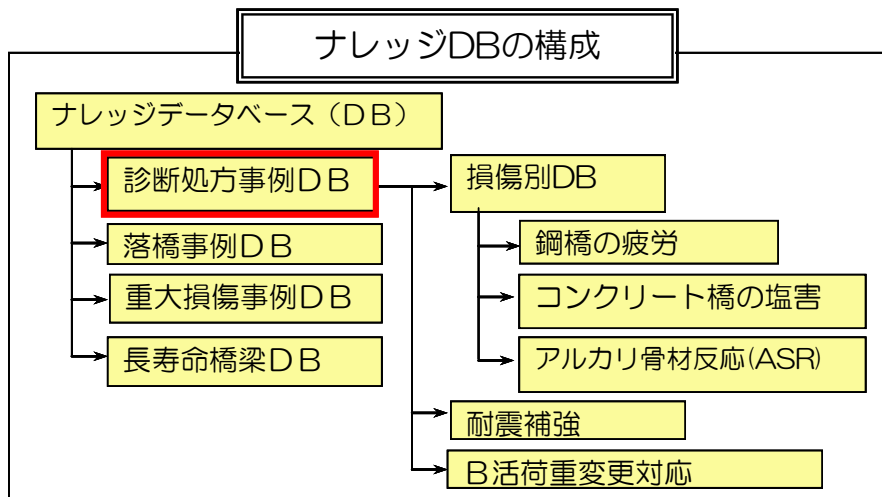 ナレッジDBの構成
ナレッジデータベース（ＤＢ）
診断処方事例ＤＢ
落橋事例ＤＢ
重大損傷事例ＤＢ
長寿命橋梁ＤＢ
損傷別DB
鋼橋の疲労
コンクリート橋の塩害
アルカリ骨材反応(ASR)
耐震補強
Ｂ活荷重変更対応